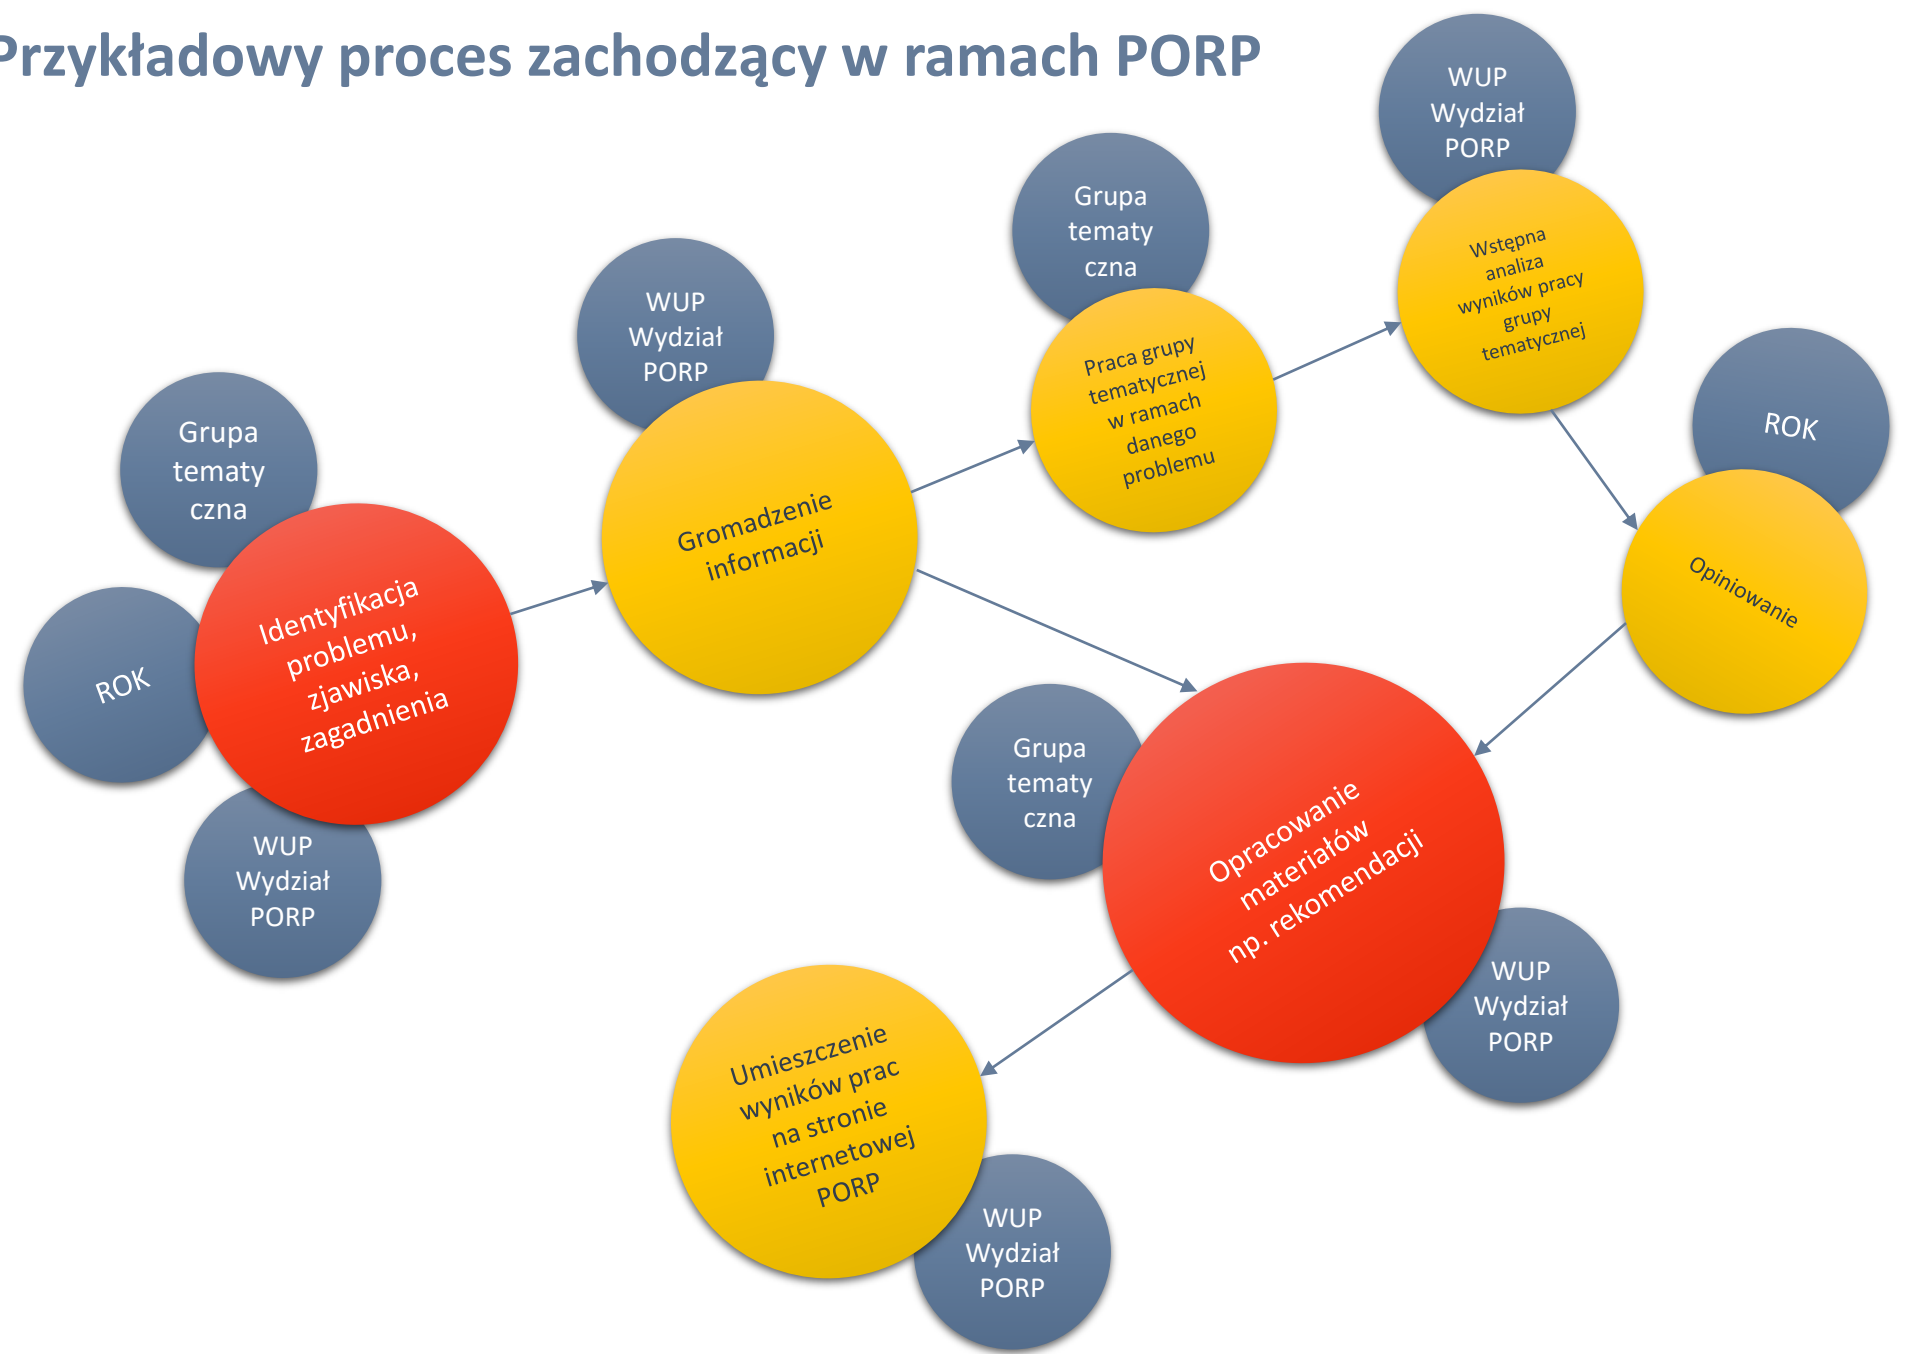 Przykładowy proces zachodzący w ramach PORP
Grupa
tematy
czna
ROK
WUP
Wydział
PORP
Identyfikacja
problemu,
zjawiska,
zagadnienia
WUP
Wydział
PORP
Gromadzenie
informacji
Grupa
tematy
czna
Praca grupy
tematycznej
w ramach
danego
problemu
WUP
Wydział
PORP
Wstępna
analiza
wyników pracy
grupy
tematycznej
ROK
Opiniowanie
Grupa
tematy
czna
Opracowanie
materiałów
np. rekomendacji
WUP
Wydział
PORP
Umieszczenie
wyników prac
na stronie
internetowej
PORP
WUP
Wydział
PORP